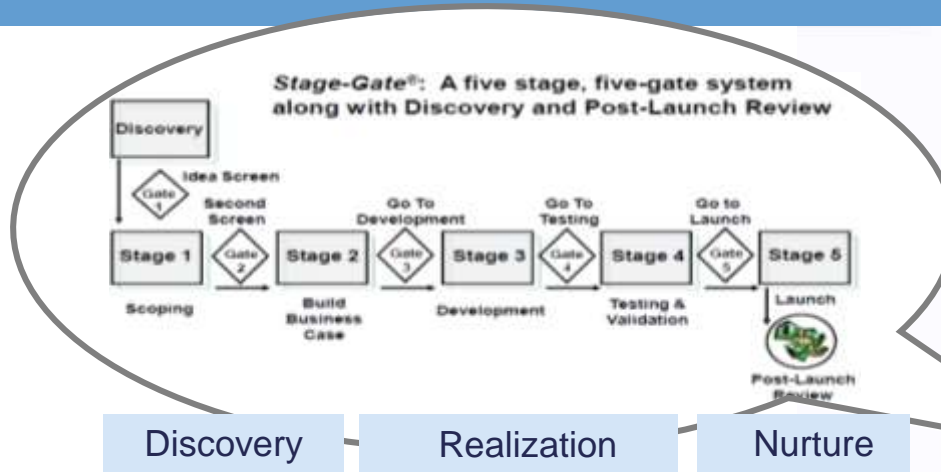 Stage-Gate®: A five stage, five-gate system
along with Discovery and Post-Launch Review
Discovery
Idea Screen
Gate
1
Second
Screen
Go To
Development
Go To
Testing
Go to
Launch
Stage 1
Gate
2
Stage 2
Gate
3
Stage 3
Gate
4
Stage 4
Gate
5
Stage 5
Scoping
Build
Business
Case
Development
Testing &
Validation
Launch
Post-Launch
Review
Discovery
Realization
Nurture